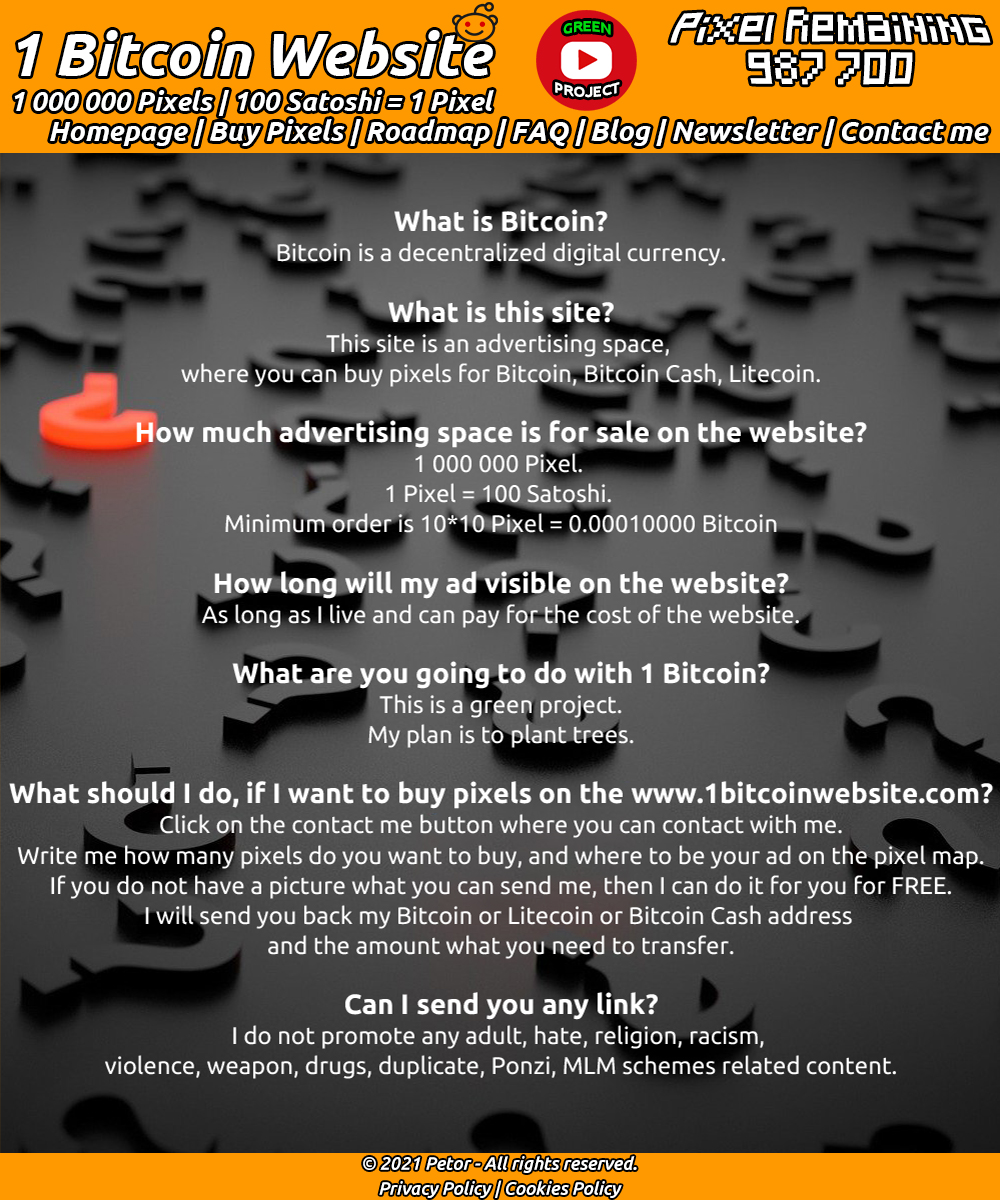 1 Bitcoin Website
1 000 000 Pixels | 100 Satoshi = 1 Pixel
GREEN
PROJECT
Pixel Remaining
987 700
Homepage | Buy Pixels | Roadmap | FAQ | Blog | Newsletter | Contact me
What is Bitcoin?
Bitcoin is a decentralized digital currency.
What is this site?
This site is an advertising space,
where you can buy pixels for Bitcoin, Bitcoin Cash, Litecoin.
How much advertising space is for sale on the website?
1 000 000 Pixel.
1 Pixel = 100 Satoshi.
Minimum order is 10*10 Pixel = 0.00010000 Bitcoin
How long will my ad visible on the website?
As long as I live and can pay for the cost of the website.
What are you going to do with 1 Bitcoin?
This is a green project.
My plan is to plant trees.
What should I do, if I want to buy pixels on the www.1bitcoinwebsite.com?
Click on the contact me button where you can contact with me.
Write me how many pixels do you want to buy, and where to be your ad on the pixel map.
If you do not have a picture what you can send me, then I can do it for you for FREE.
I will send you back my Bitcoin or Litecoin or Bitcoin Cash address
and the amount what you need to transfer.
Can I send you any link?
I do not promote any adult, hate, religion, racism,
violence, weapon, drugs, duplicate, Ponzi, MLM schemes related content.
© 2021 Petor - All rights reserved.
Privacy Policy | Cookies Policy